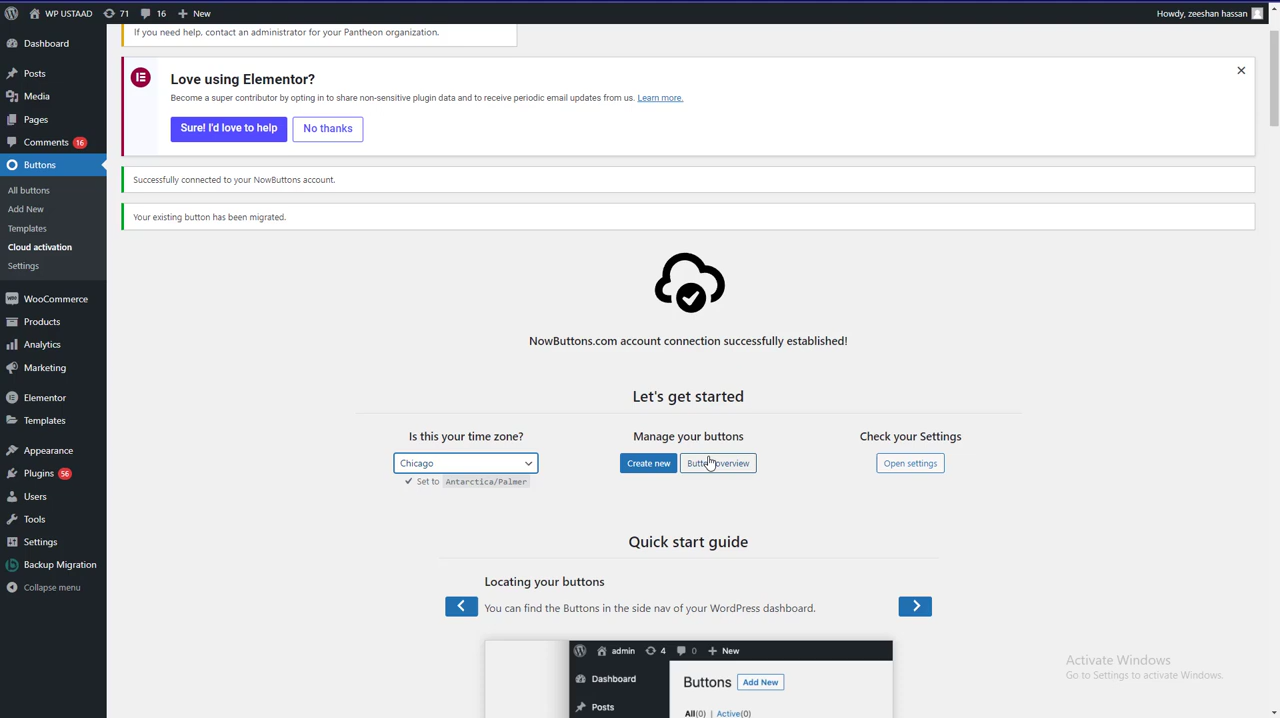 WP USTAAD 71 16 New Howdy, zeeshan hassan
If you need help, contact an administrator for your Pantheon organization.
Dashboard
Posts
Media
Pages
Comments 16
Buttons
All buttons
Add New
Templates
Cloud activation
Settings
WooCommerce
Products
Analytics
Marketing
Elementor
Templates
Appearance
Plugins 56
Users
Tools
Settings
Backup Migration
Collapse menu
Love using Elementor?
Become a super contributor by opting in to share non-sensitive plugin data and to receive periodic email updates from us. Learn more.
Sure! I'd love to help No thanks
Successfully connected to your NowButtons account.
Your existing button has been migrated.
NowButtons.com account connection successfully established!
Let's get started
Is this your time zone?
Chicago
Set to Antarctica/Palmer
Manage your buttons
Create new overview
Check your Settings
Open settings
Quick start guide
Locating your buttons
You can find the Buttons in the side nav of your WordPress dashboard.
admin 4 0 New
Dashboard
Posts
Buttons Add New
All(0) | Active(0)
Activate Windows
Go to Settings to activate Windows.